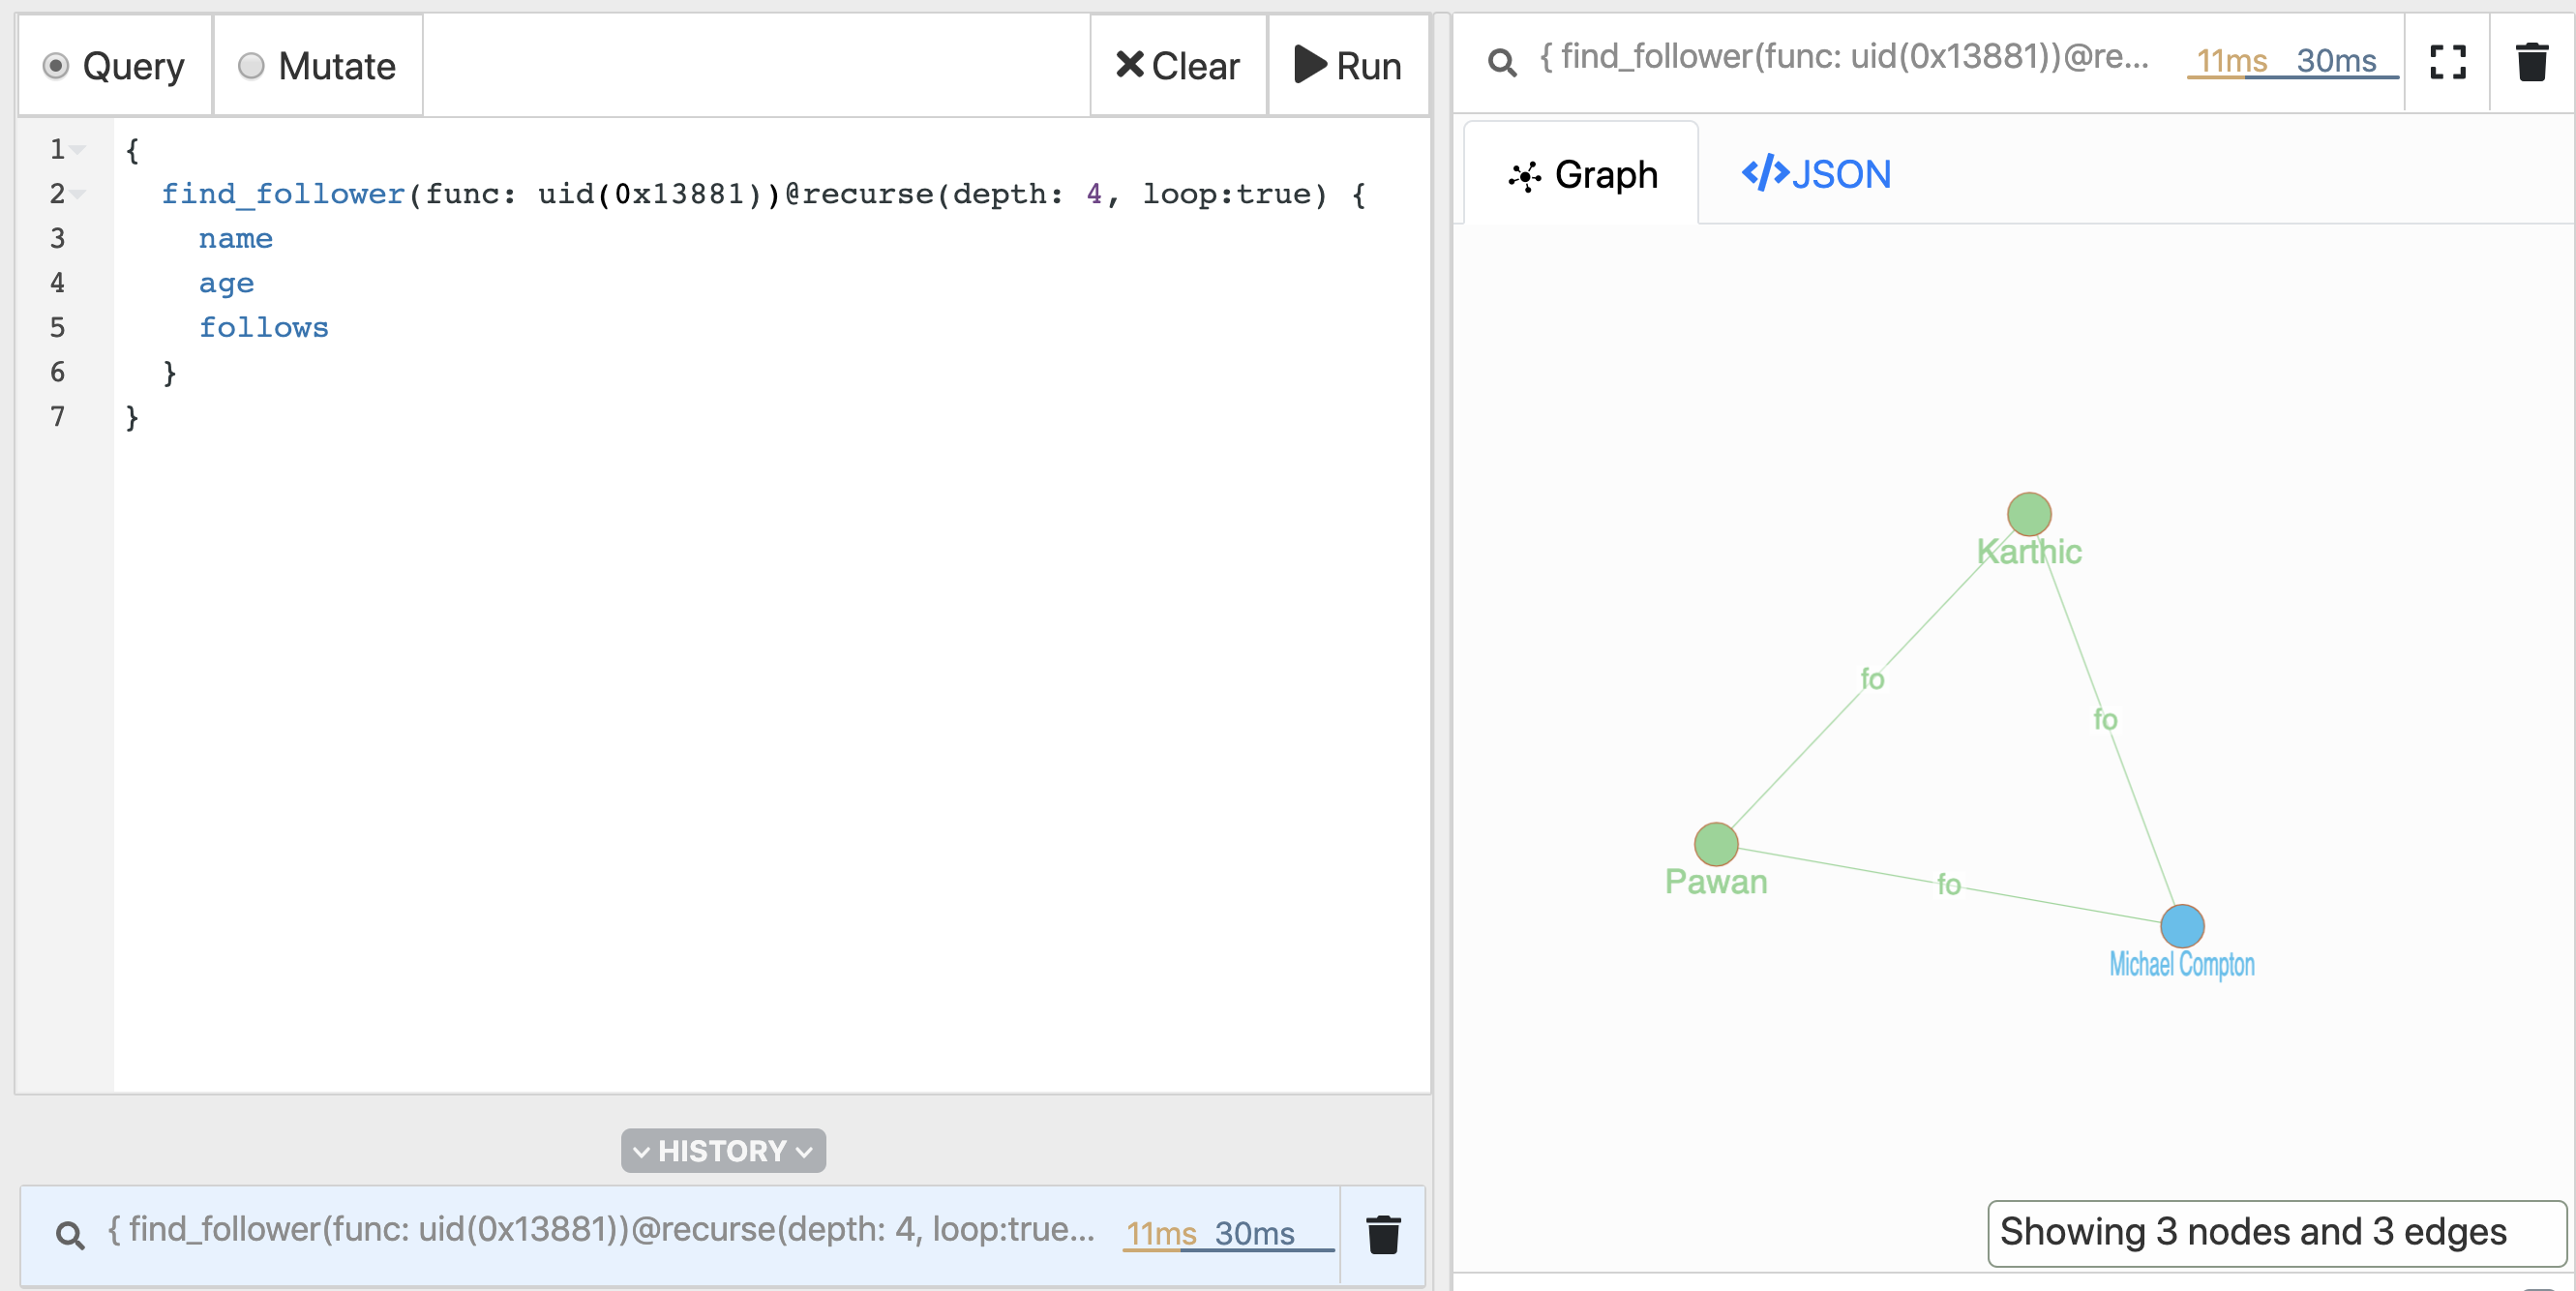 Query
Mutate
Clear
Run
1 {
2 find_follower(func: uid(0x13881))@recurse(depth: 4, loop:true) {
3 name
4 age
5 follows
6 }
7 }
HISTORY
{ find_follower(func: uid(0x13881))@recurse(depth: 4, loop:true... 11ms 30ms
{ find_follower(func: uid(0x13881))@re... 11ms 30ms
Graph
</>JSON
Karthic
fo
fo
Pawan
fo
Michael Compton
Showing 3 nodes and 3 edges